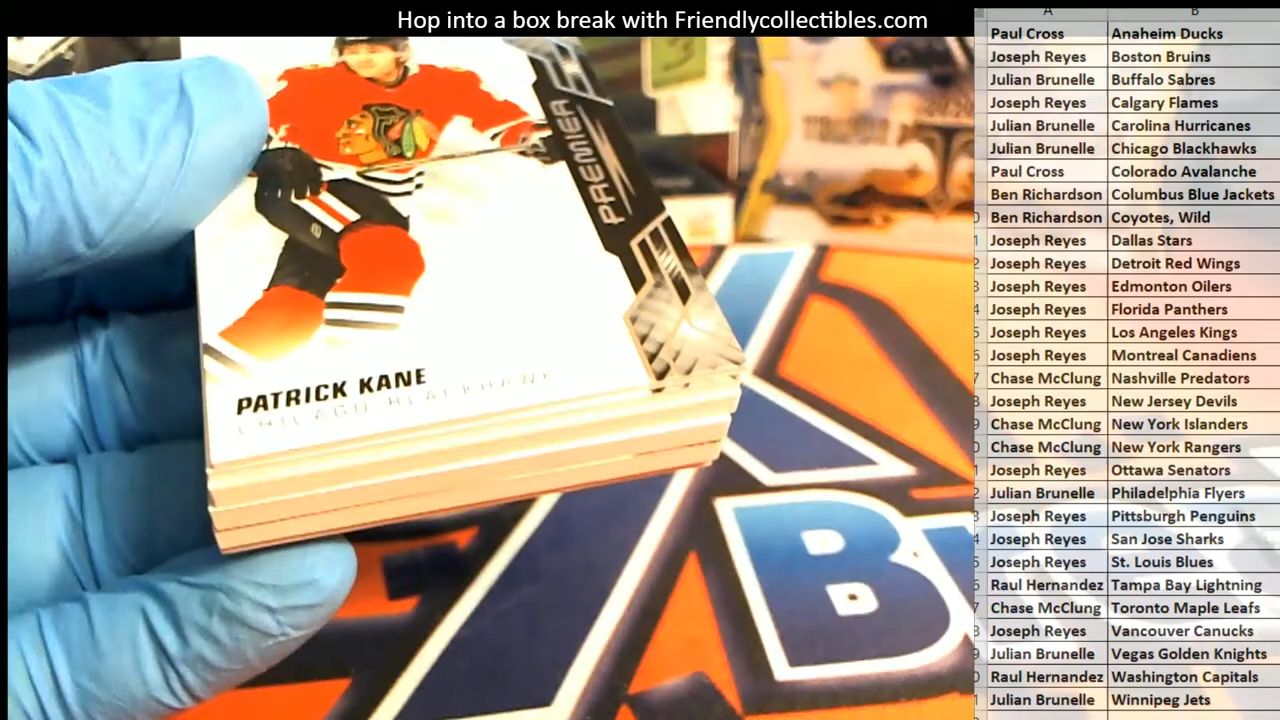 Hop into a box break with Friendlycollectibles.com
A B
Paul Cross Anaheim Ducks
Joseph Reyes Boston Bruins
Julian Brunelle Buffalo Sabres
Joseph Reyes Calgary Flames
Julian Brunelle Carolina Hurricanes
Julian Brunelle Chicago Blackhawks
Paul Cross Colorado Avalanche
Ben Richardson Columbus Blue Jackets
Ben Richardson Coyotes, Wild
Joseph Reyes Dallas Stars
Joseph Reyes Detroit Red Wings
Joseph Reyes Edmonton Oilers
Joseph Reyes Florida Panthers
Joseph Reyes Los Angeles Kings
Joseph Reyes Montreal Canadiens
Chase McClung Nashville Predators
Joseph Reyes New Jersey Devils
Chase McClung New York Islanders
Chase McClung New York Rangers
Joseph Reyes Ottawa Senators
Julian Brunelle Philadelphia Flyers
Joseph Reyes Pittsburgh Penguins
Joseph Reyes San Jose Sharks
Joseph Reyes St. Louis Blues
Raul Hernandez Tampa Bay Lightning
Chase McClung Toronto Maple Leafs
Joseph Reyes Vancouver Canucks
Julian Brunelle Vegas Golden Knights
Raul Hernandez Washington Capitals
Julian Brunelle Winnipeg Jets
PREMIER
PATRICK KANE
CHICAGO BLACKHAWKS